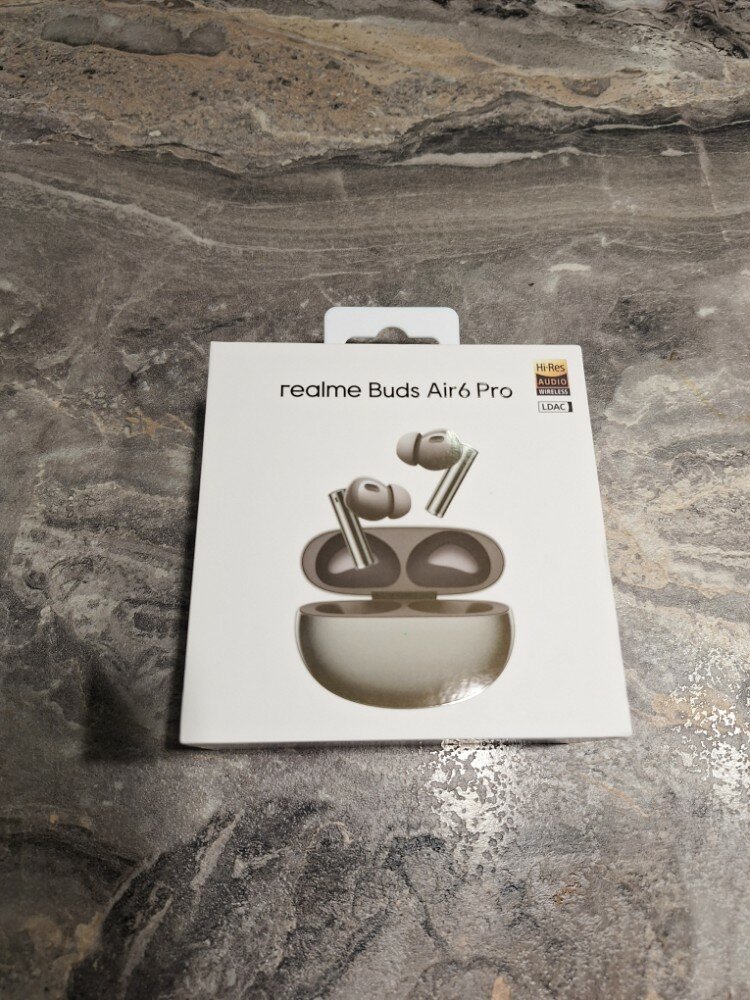 realme Buds Air6 Pro
Hi-Res
AUDIO
WIRELESS
LDAC